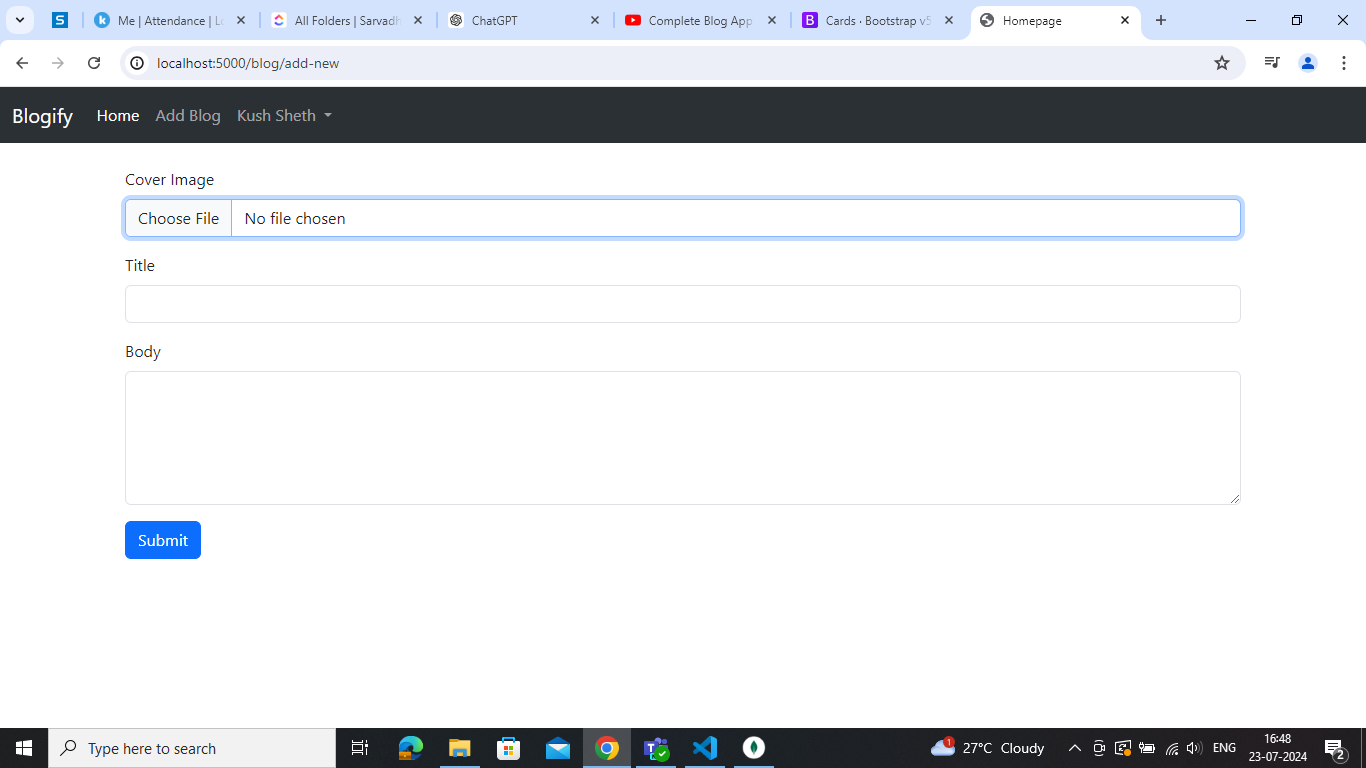 Me | Attendance | Lo
All Folders | Sarvadh
ChatGPT
Complete Blog App
Cards · Bootstrap v5
Homepage
localhost:5000/blog/add-new
Blogify Home Add Blog Kush Sheth
Cover Image
Choose File No file chosen
Title
Body
Submit
Type here to search
1
27°C Cloudy
ENG
16:48
23-07-2024
2